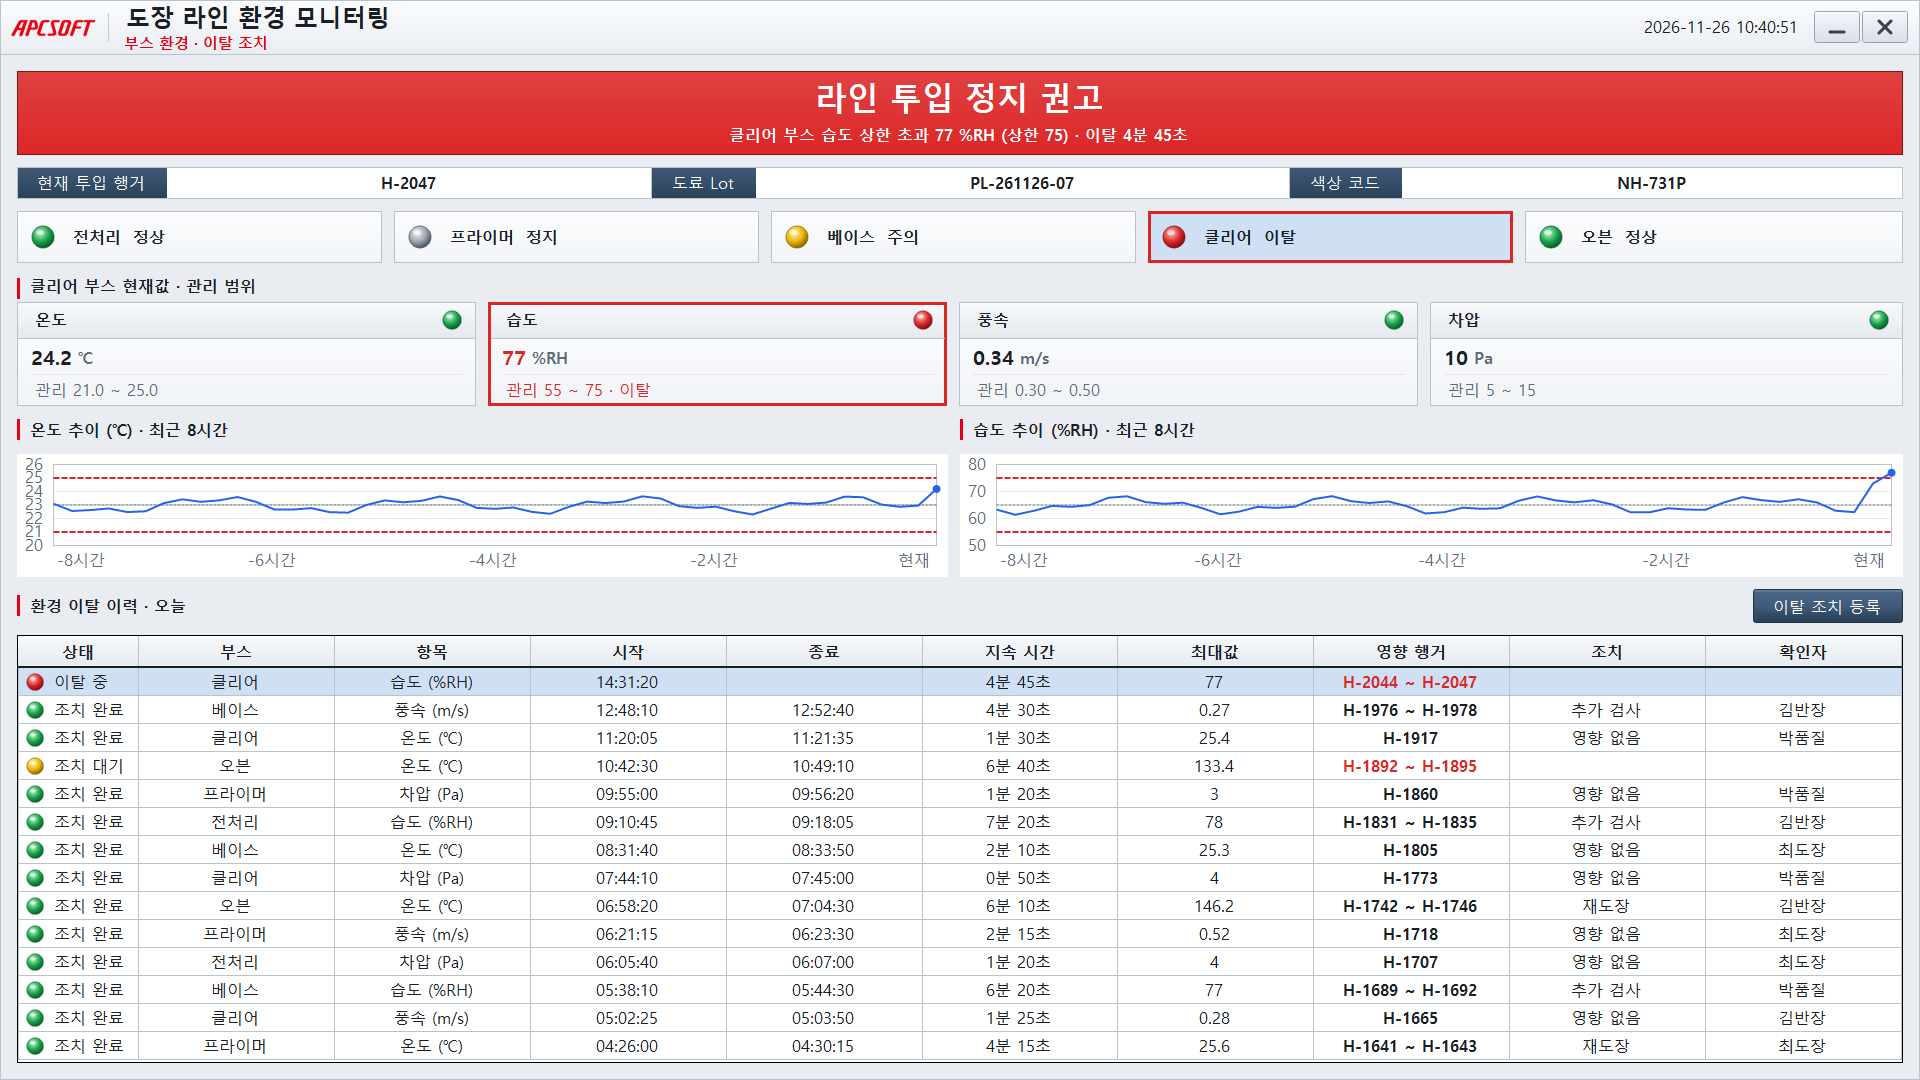 APCSOFT
도장 라인 환경 모니터링
부스 환경 · 이탈 조치
2026-11-26 10:40:51
라인 투입 정지 권고
클리어 부스 습도 상한 초과 77 %RH (상한 75) · 이탈 4분 45초
현재 투입 행거 H-2047 도료 Lot PL-261126-07 색상 코드 NH-731P
전처리 정상 프라이머 정지 베이스 주의 클리어 이탈 오븐 정상
클리어 부스 현재값 · 관리 범위
온도 습도 풍속 차압
24.2 ℃ 77 %RH 0.34 m/s 10 Pa
관리 21.0 ~ 25.0 관리 55 ~ 75 · 이탈 관리 0.30 ~ 0.50 관리 5 ~ 15
온도 추이 (℃) · 최근 8시간
26
25
24
23
22
21
20
-8시간 -6시간 -4시간 -2시간 현재
습도 추이 (%RH) · 최근 8시간
80
70
60
50
-8시간 -6시간 -4시간 -2시간 현재
환경 이탈 이력 · 오늘
이탈 조치 등록
상태 부스 항목 시작 종료 지속 시간 최대값 영향 행거 조치 확인자
이탈 중 클리어 습도 (%RH) 14:31:20 4분 45초 77 H-2044 ~ H-2047
조치 완료 베이스 풍속 (m/s) 12:48:10 12:52:40 4분 30초 0.27 H-1976 ~ H-1978 추가 검사 김반장
조치 완료 클리어 온도 (℃) 11:20:05 11:21:35 1분 30초 25.4 H-1917 영향 없음 박품질
조치 대기 오븐 온도 (℃) 10:42:30 10:49:10 6분 40초 133.4 H-1892 ~ H-1895
조치 완료 프라이머 차압 (Pa) 09:55:00 09:56:20 1분 20초 3 H-1860 영향 없음 박품질
조치 완료 전처리 습도 (%RH) 09:10:45 09:18:05 7분 20초 78 H-1831 ~ H-1835 추가 검사 김반장
조치 완료 베이스 온도 (℃) 08:31:40 08:33:50 2분 10초 25.3 H-1805 영향 없음 최도장
조치 완료 클리어 차압 (Pa) 07:44:10 07:45:00 0분 50초 4 H-1773 영향 없음 박품질
조치 완료 오븐 온도 (℃) 06:58:20 07:04:30 6분 10초 146.2 H-1742 ~ H-1746 재도장 김반장
조치 완료 프라이머 풍속 (m/s) 06:21:15 06:23:30 2분 15초 0.52 H-1718 영향 없음 최도장
조치 완료 전처리 차압 (Pa) 06:05:40 06:07:00 1분 20초 4 H-1707 영향 없음 최도장
조치 완료 베이스 습도 (%RH) 05:38:10 05:44:30 6분 20초 77 H-1689 ~ H-1692 추가 검사 박품질
조치 완료 클리어 풍속 (m/s) 05:02:25 05:03:50 1분 25초 0.28 H-1665 영향 없음 김반장
조치 완료 프라이머 온도 (℃) 04:26:00 04:30:15 4분 15초 25.6 H-1641 ~ H-1643 재도장 최도장